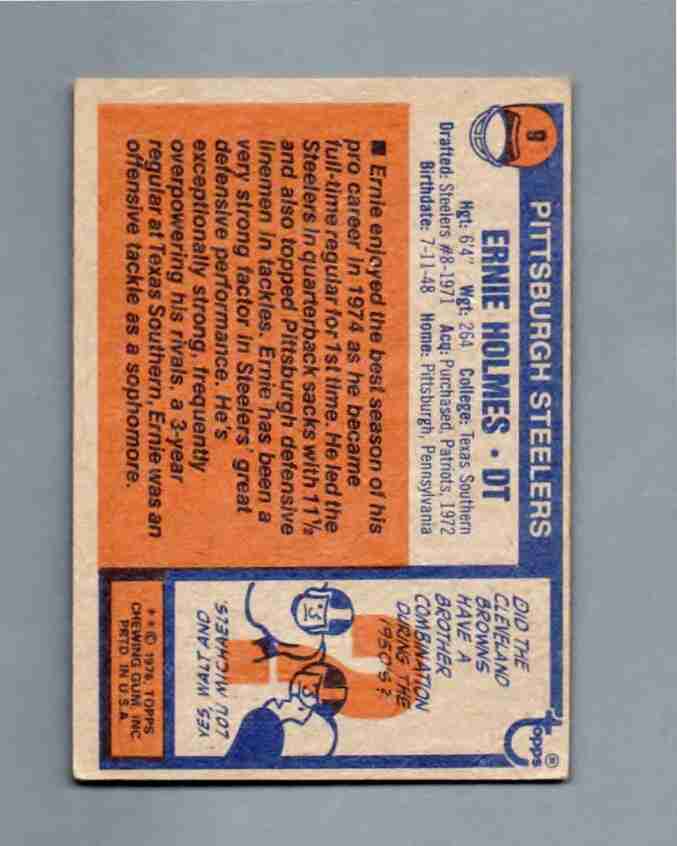 9
PITTSBURGH STEELERS
ERNIE HOLMES • DT
Hgt: 6'4" Wgt: 264 College: Texas Southern
Drafted: Steelers #8-1971 Acq: Purchased, Patriots, 1972
Birthdate: 7-11-48 Home: Pittsburgh, Pennsylvania
■ Ernie enjoyed the best season of his
pro career in 1974 as he became
full-time regular for 1st time. He led the
Steelers in quarterback sacks with 11½
and also topped Pittsburgh defensive
linemen in tackles. Ernie has been a
very strong factor in Steelers' great
defensive performance. He's
exceptionally strong, frequently
overpowering his rivals. a 3-year
regular at Texas Southern, Ernie was an
offensive tackle as a sophomore.
topps®
DID THE
CLEVELAND
BROWNS
HAVE A
BROTHER
COMBINATION
DURING THE
1950'S?
YES, WALT AND
LOU MICHAELS.
**© 1976, TOPPS
CHEWING GUM, INC.
PRTD. IN U.S.A.